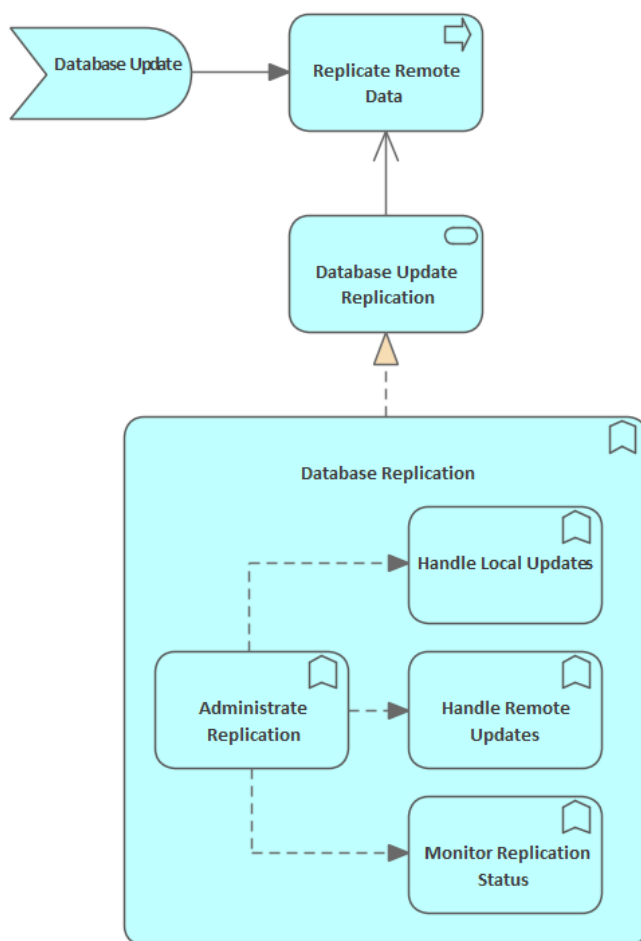 Database Update
Replicate Remote
Data
Database Update
Replication
Database Replication
Handle Local Updates
Administrate
Replication
Handle Remote
Updates
Monitor Replication
Status